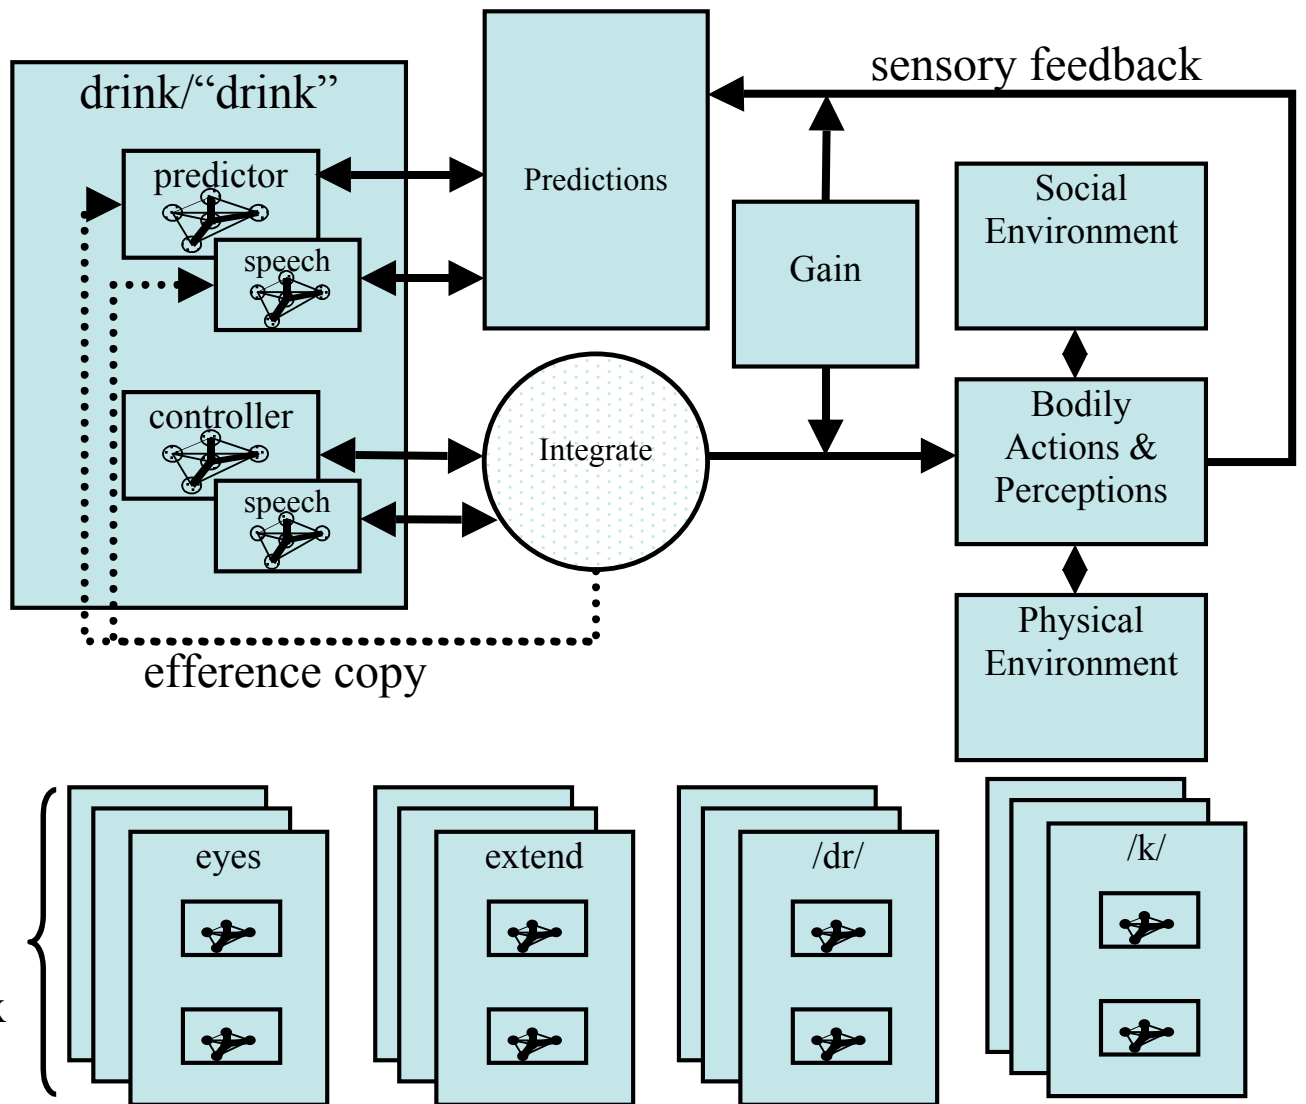 drink/“drink”
predictor
speech
controller
speech
Predictions
Integrate
sensory feedback
Gain
Social
Environment
Bodily
Actions &
Perceptions
Physical
Environment
efference copy
eyes
extend
/dr/
/k/